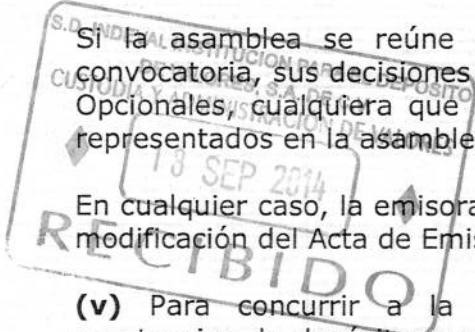 S.D. INDEVAL INSTITUCION PARA EL DEPOSITO
DE VALORES, S.A. DE
CUSTODIA Y ADMINISTRACION DE VALORES
18 SEP 2014
RECIBIDO
Si la asamblea se reúne
convocatoria, sus decisiones
Opcionales, cualquiera que
representados en la asamble
En cualquier caso, la emisora
modificación del Acta de Emis
(v) Para concurrir a la